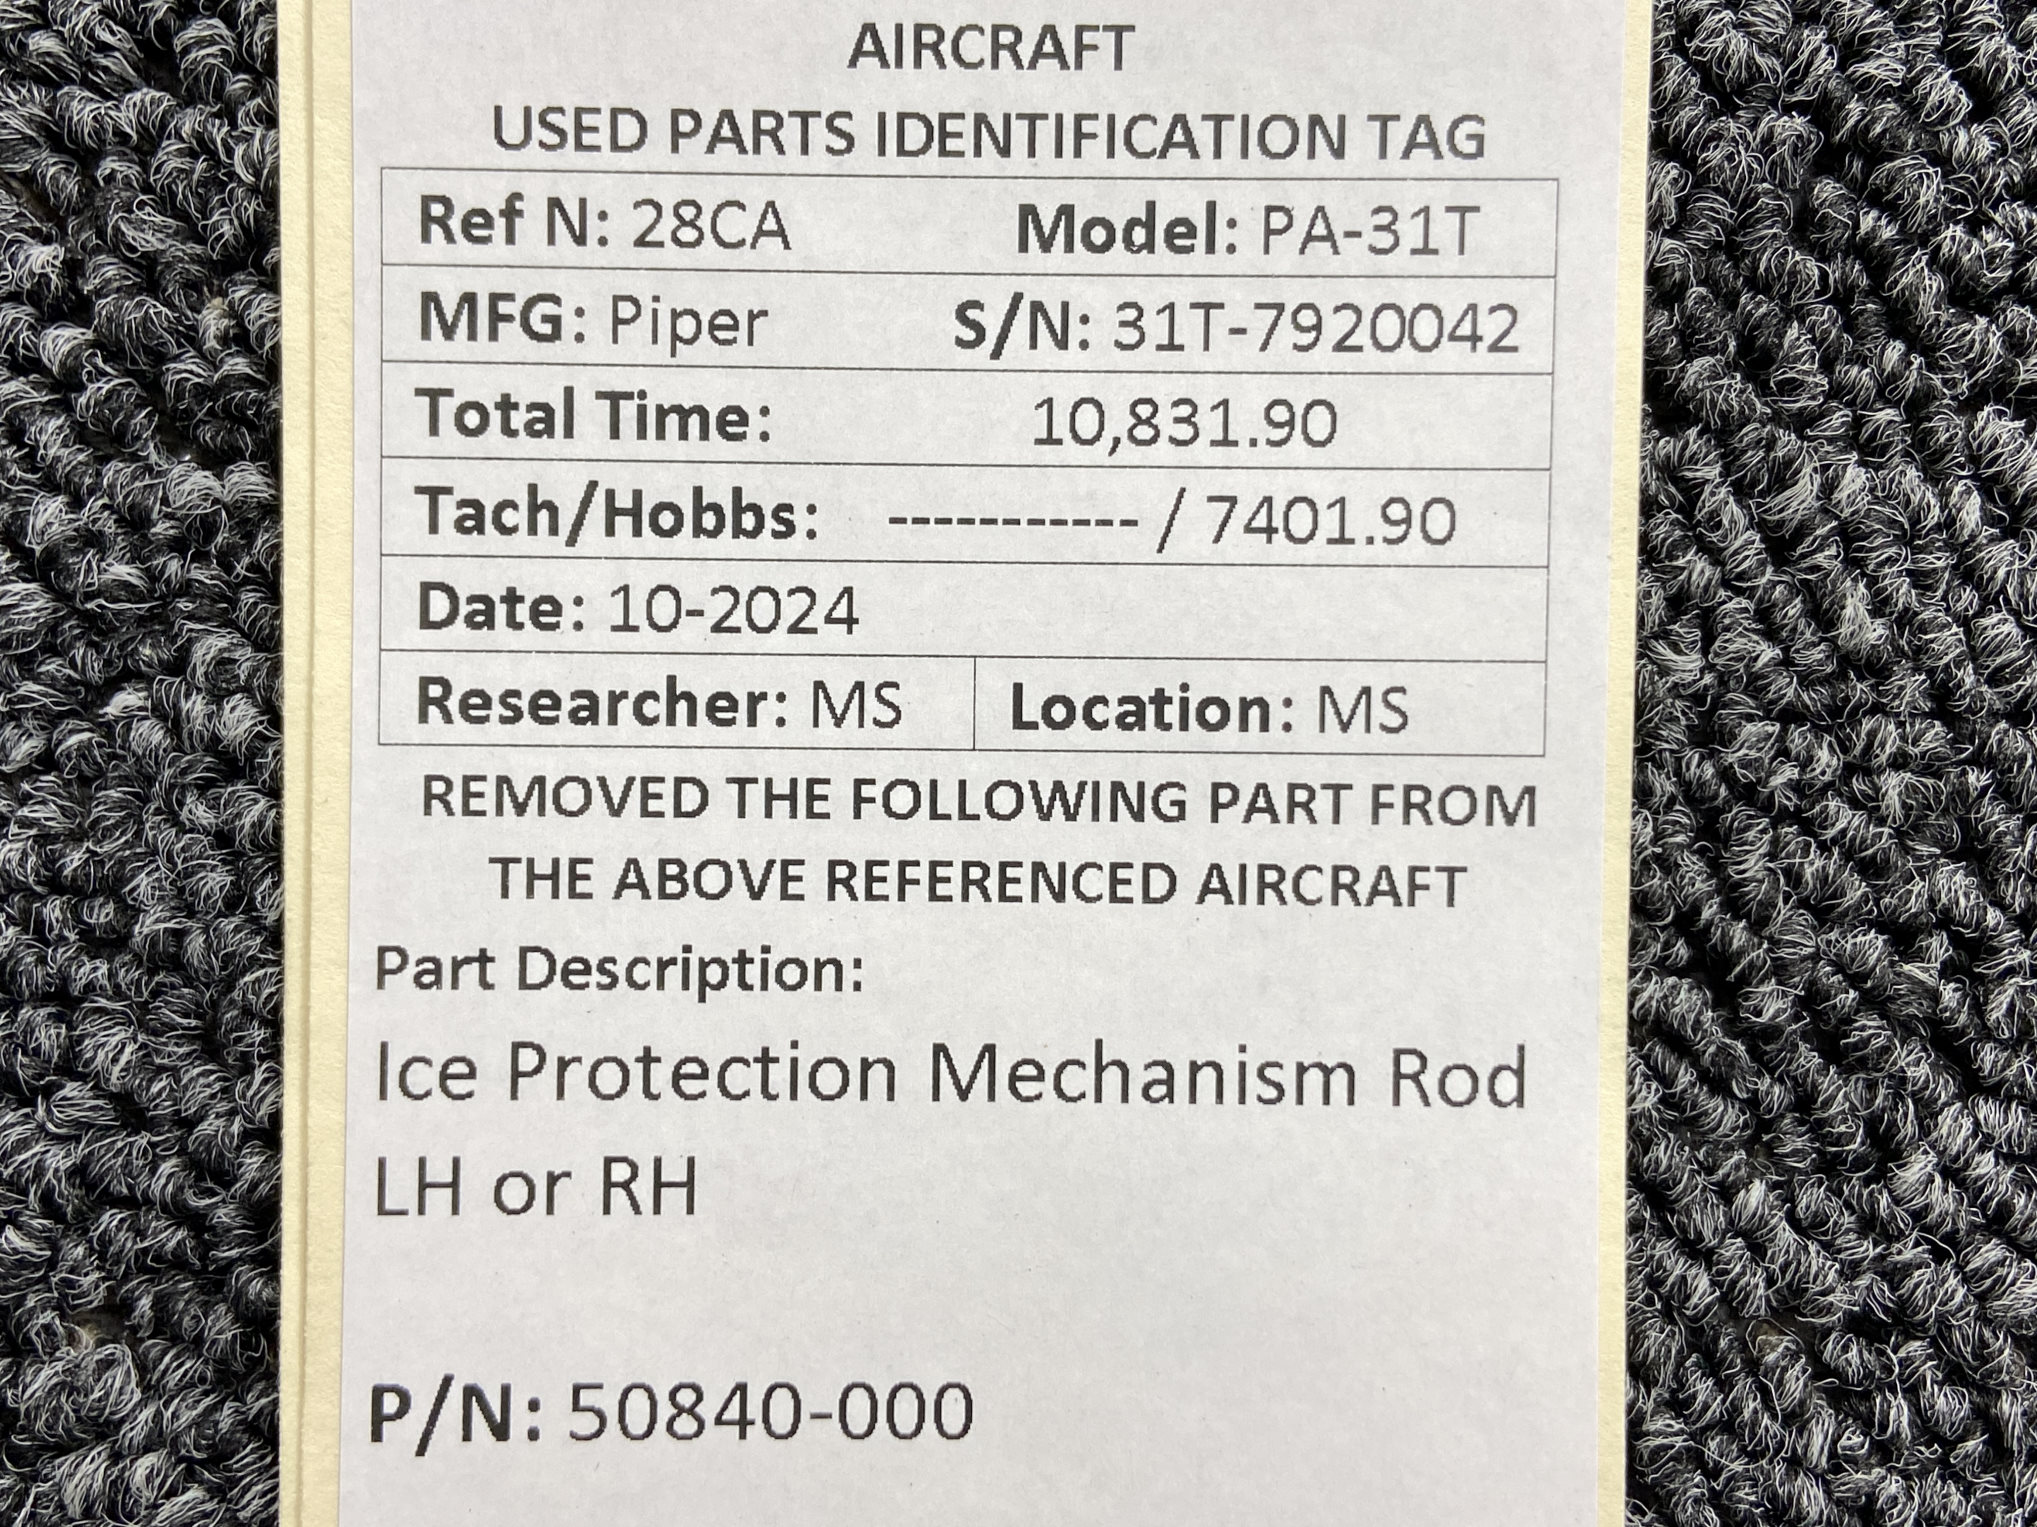 AIRCRAFT
USED PARTS IDENTIFICATION TAG
Ref N: 28CA Model: PA-31T
MFG: Piper S/N: 31T-7920042
Total Time: 10,831.90
Tach/Hobbs: ----------- / 7401.90
Date: 10-2024
Researcher: MS Location: MS
REMOVED THE FOLLOWING PART FROM
THE ABOVE REFERENCED AIRCRAFT
Part Description:
Ice Protection Mechanism Rod
LH or RH
P/N: 50840-000